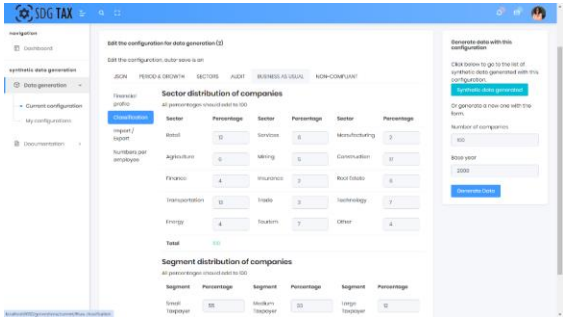 SDG TAX
navigation
Dashboard
synthetic data generation
Data generation
Current configuration
My configurations
Documentation
Edit the configuration for data generation (2)
Edit the configuration, auto-save is on
JSON PERIOD & GROWTH SECTORS AUDIT BUSINESS AS USUAL NON-COMPLIANT
Financial profile
Classification
Import / Export
Numbers per employee
Sector distribution of companies
All percentages should add to 100.
Sector Percentage Sector Percentage Sector Percentage
Retail Services Manufacturing 2
Agriculture Mining 5 Construction 17
Finance 4 Insurance Real Estate
Transportation Trade Technology 7
Energy Tourism 7 Other 4
Total 100
Segment distribution of companies
All percentages should add to 100.
Segment Percentage Segment Percentage Segment Percentage
Small Taxpayer Medium Taxpayer Large Taxpayer
Generate data with this configuration
Click below to go to the list of synthetic data generated with this configuration.
Synthetic data generated
Or generate a new one with the form.
Number of companies
100
Base year
2000
Generate Data